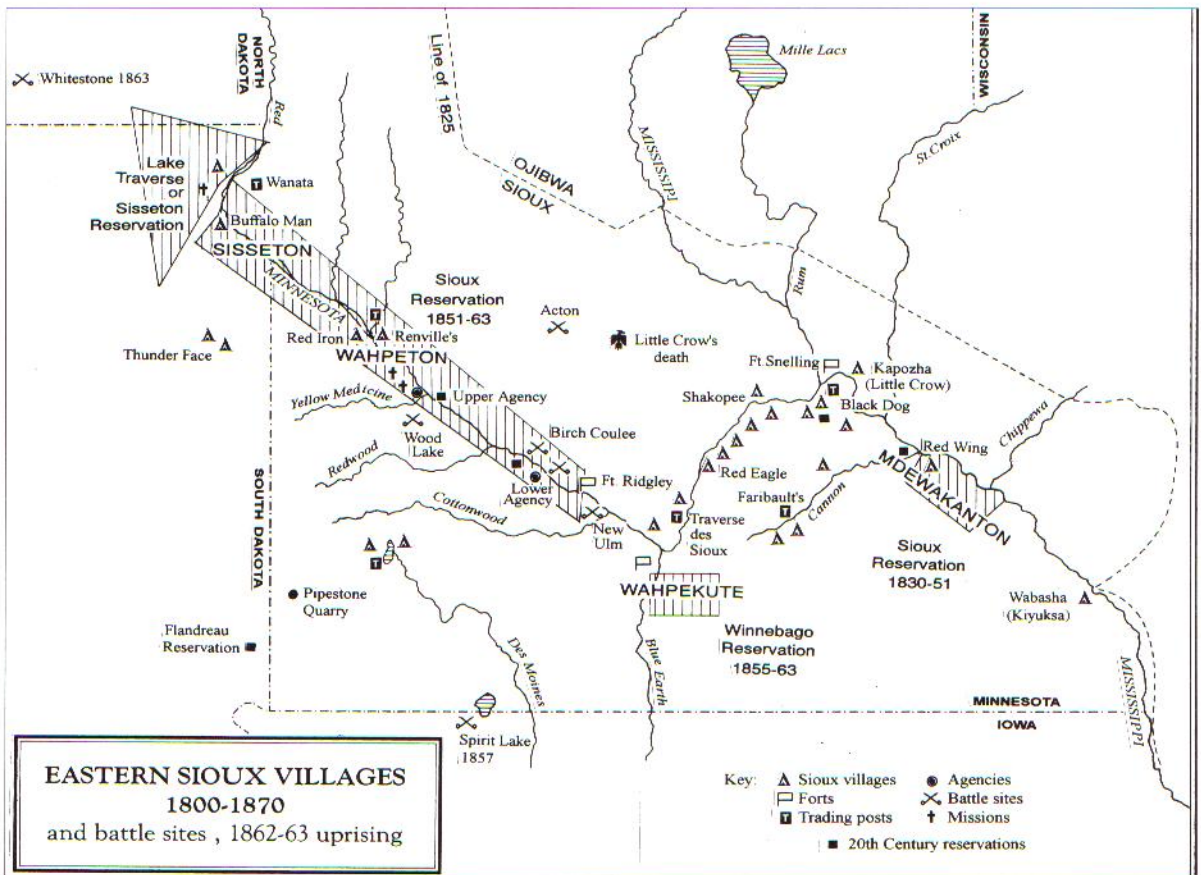 NORTH
DAKOTA
Whitestone 1863
Red
Line of 1825
Mille Lacs
WISCONSIN
MISSISSIPI
St. Croix
OJIBWA
SIOUX
Lake
Traverse
or
Sisseton
Reservation
Wanata
Buffalo Man
SISSETON
MINNESOTA
Sioux
Reservation
1851-63
Rum
Thunder Face
Red Iron
Renville's
WAHPETON
Acton
Little Crow's
death
Ft Snelling
Kapozha
(Little Crow)
Shakopee
Black Dog
Yellow Medicine
Upper Agency
Wood
Lake
Birch Coulee
Redwood
Lower
Agency
Ft. Ridgley
Red Eagle
Red Wing
Chippewa
MDEWAKANTON
Faribault's
Cannon
SOUTH DAKOTA
Cottonwood
New
Ulm
Traverse
des
Sioux
Sioux
Reservation
1830-51
Pipestone
Quarry
WAHPEKUTE
Wabasha
(Kiyuksa)
Flandreau
Reservation
Des Moines
Blue Earth
Winnebago
Reservation
1855-63
MISSISSIPPI
MINNESOTA
IOWA
Spirit Lake
1857
EASTERN SIOUX VILLAGES
1800-1870
and battle sites , 1862-63 uprising
Key:
Sioux villages
Agencies
Forts
Battle sites
T Trading posts
Missions
20th Century reservations